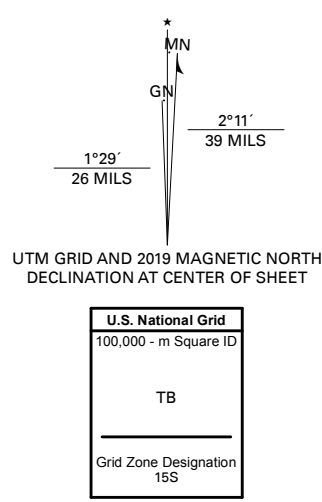 ★
MN
GN
2°11´
39 MILS
1°29´
26 MILS
UTM GRID AND 2019 MAGNETIC NORTH
DECLINATION AT CENTER OF SHEET
U.S. National Grid
100,000 - m Square ID
TB
Grid Zone Designation
15S